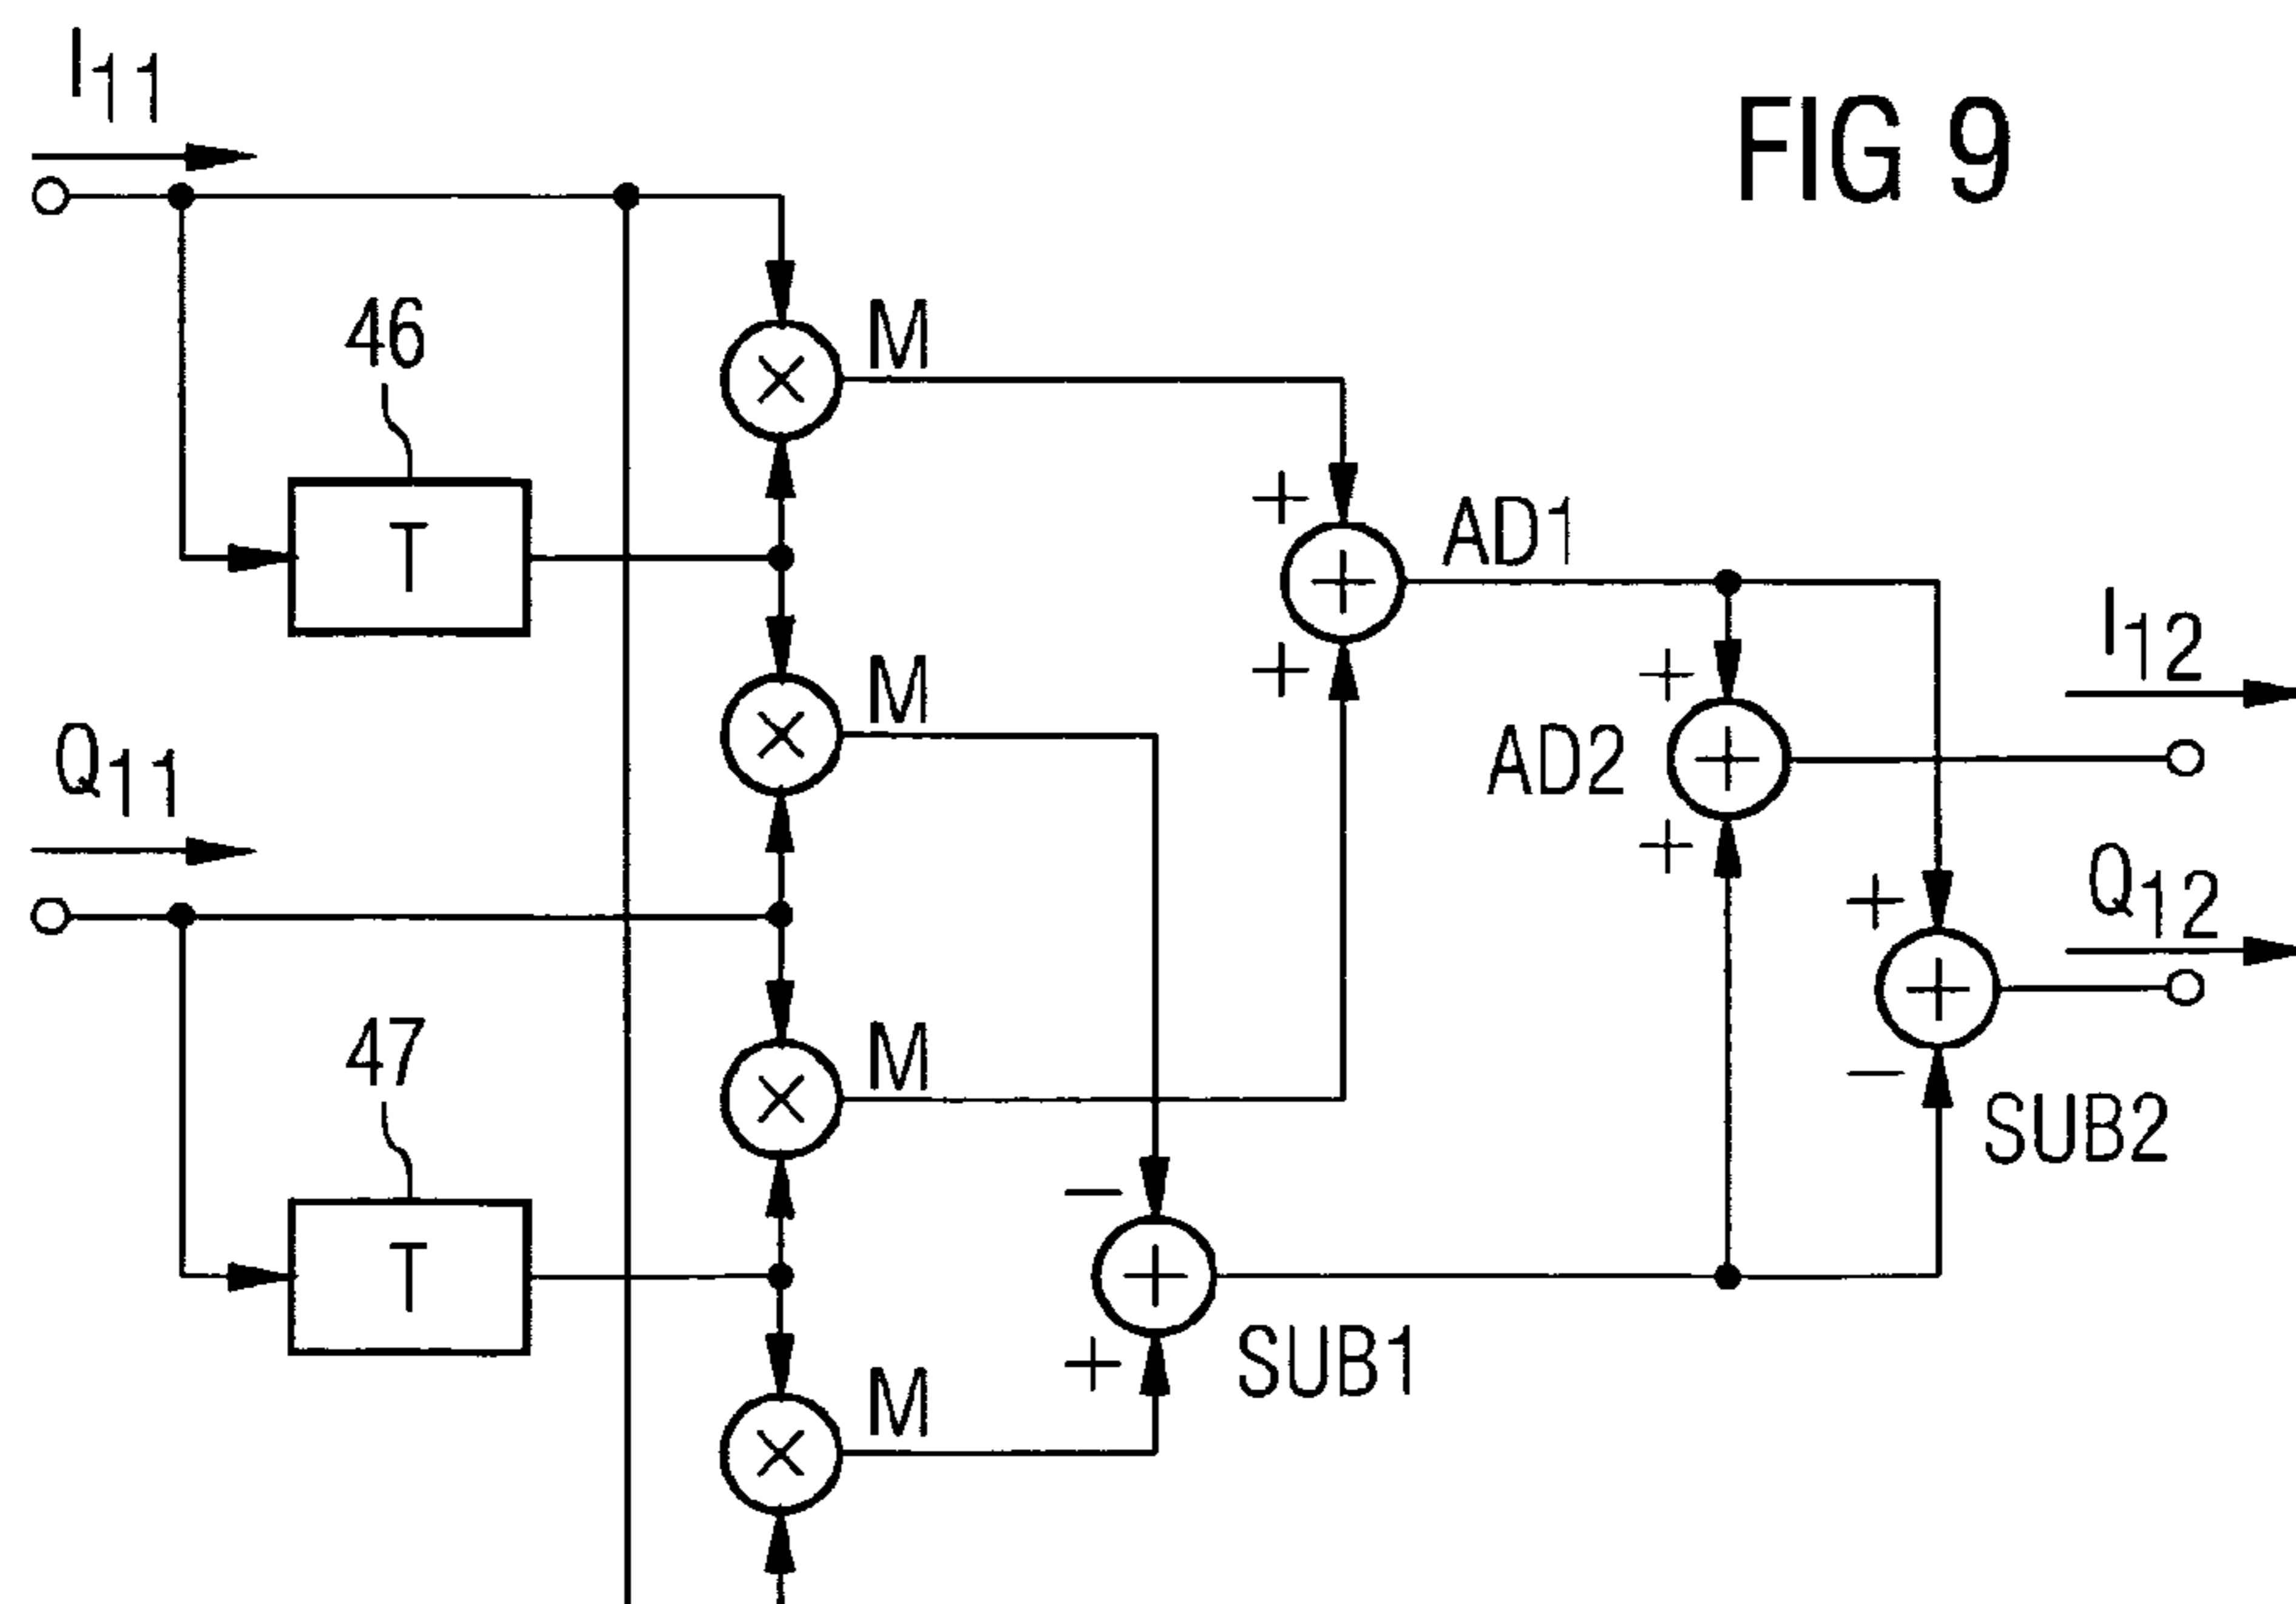 I11
FIG 9
46
M
T
AD1
+
+
M
I12
+
AD2
+
Q11
Q12
+
47
M
−
SUB2
T
−
SUB1
+
M